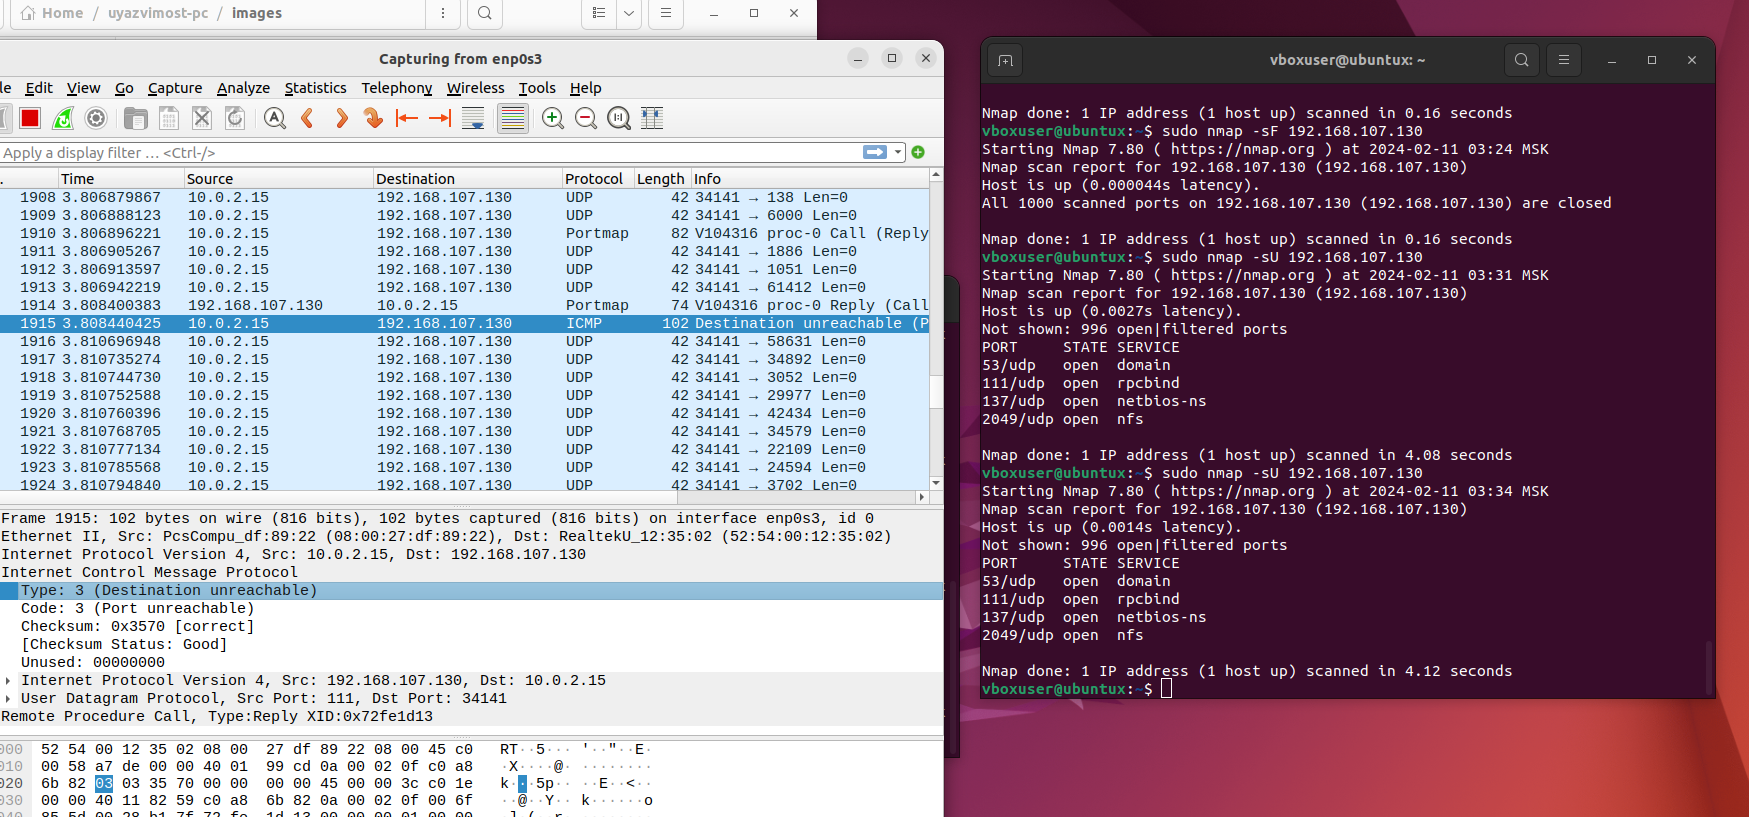 Home / uyazvimost-pc / images
Capturing from enp0s3
le Edit View Go Capture Analyze Statistics Telephony Wireless Tools Help
Apply a display filter … <Ctrl-/>
. Time Source Destination Protocol Length Info
1908 3.806879867 10.0.2.15 192.168.107.130 UDP 42 34141 → 138 Len=0
1909 3.806888123 10.0.2.15 192.168.107.130 UDP 42 34141 → 6000 Len=0
1910 3.806896221 10.0.2.15 192.168.107.130 Portmap 82 V104316 proc-0 Call (Reply
1911 3.806905267 10.0.2.15 192.168.107.130 UDP 42 34141 → 1886 Len=0
1912 3.806913597 10.0.2.15 192.168.107.130 UDP 42 34141 → 1051 Len=0
1913 3.806942219 10.0.2.15 192.168.107.130 UDP 42 34141 → 61412 Len=0
1914 3.808400383 192.168.107.130 10.0.2.15 Portmap 74 V104316 proc-0 Reply (Call
1915 3.808440425 10.0.2.15 192.168.107.130 ICMP 102 Destination unreachable (P
1916 3.810696948 10.0.2.15 192.168.107.130 UDP 42 34141 → 58631 Len=0
1917 3.810735274 10.0.2.15 192.168.107.130 UDP 42 34141 → 34892 Len=0
1918 3.810744730 10.0.2.15 192.168.107.130 UDP 42 34141 → 3052 Len=0
1919 3.810752588 10.0.2.15 192.168.107.130 UDP 42 34141 → 29977 Len=0
1920 3.810760396 10.0.2.15 192.168.107.130 UDP 42 34141 → 42434 Len=0
1921 3.810768705 10.0.2.15 192.168.107.130 UDP 42 34141 → 34579 Len=0
1922 3.810777134 10.0.2.15 192.168.107.130 UDP 42 34141 → 22109 Len=0
1923 3.810785568 10.0.2.15 192.168.107.130 UDP 42 34141 → 24594 Len=0
1924 3.810794840 10.0.2.15 192.168.107.130 UDP 42 34141 → 3702 Len=0
Frame 1915: 102 bytes on wire (816 bits), 102 bytes captured (816 bits) on interface enp0s3, id 0
Ethernet II, Src: PcsCompu_df:89:22 (08:00:27:df:89:22), Dst: RealtekU_12:35:02 (52:54:00:12:35:02)
Internet Protocol Version 4, Src: 10.0.2.15, Dst: 192.168.107.130
Internet Control Message Protocol
Type: 3 (Destination unreachable)
Code: 3 (Port unreachable)
Checksum: 0x3570 [correct]
[Checksum Status: Good]
Unused: 00000000
Internet Protocol Version 4, Src: 192.168.107.130, Dst: 10.0.2.15
User Datagram Protocol, Src Port: 111, Dst Port: 34141
Remote Procedure Call, Type:Reply XID:0x72fe1d13
000 52 54 00 12 35 02 08 00 27 df 89 22 08 00 45 c0 RT··5··· '··"··E·
010 00 58 a7 de 00 00 40 01 99 cd 0a 00 02 0f c0 a8 ·X····@· ········
020 6b 82 03 03 35 70 00 00 00 00 45 00 00 3c c0 1e k···5p·· ··E··<··
030 00 00 40 11 82 59 c0 a8 6b 82 0a 00 02 0f 00 6f ··@··Y·· k······o
vboxuser@ubuntux: ~
Nmap done: 1 IP address (1 host up) scanned in 0.16 seconds
vboxuser@ubuntux:~$ sudo nmap -sF 192.168.107.130
Starting Nmap 7.80 ( https://nmap.org ) at 2024-02-11 03:24 MSK
Nmap scan report for 192.168.107.130 (192.168.107.130)
Host is up (0.000044s latency).
All 1000 scanned ports on 192.168.107.130 (192.168.107.130) are closed
Nmap done: 1 IP address (1 host up) scanned in 0.16 seconds
vboxuser@ubuntux:~$ sudo nmap -sU 192.168.107.130
Starting Nmap 7.80 ( https://nmap.org ) at 2024-02-11 03:31 MSK
Nmap scan report for 192.168.107.130 (192.168.107.130)
Host is up (0.0027s latency).
Not shown: 996 open|filtered ports
PORT STATE SERVICE
53/udp open domain
111/udp open rpcbind
137/udp open netbios-ns
2049/udp open nfs
Nmap done: 1 IP address (1 host up) scanned in 4.08 seconds
vboxuser@ubuntux:~$ sudo nmap -sU 192.168.107.130
Starting Nmap 7.80 ( https://nmap.org ) at 2024-02-11 03:34 MSK
Nmap scan report for 192.168.107.130 (192.168.107.130)
Host is up (0.0014s latency).
Not shown: 996 open|filtered ports
PORT STATE SERVICE
53/udp open domain
111/udp open rpcbind
137/udp open netbios-ns
2049/udp open nfs
Nmap done: 1 IP address (1 host up) scanned in 4.12 seconds
vboxuser@ubuntux:~$